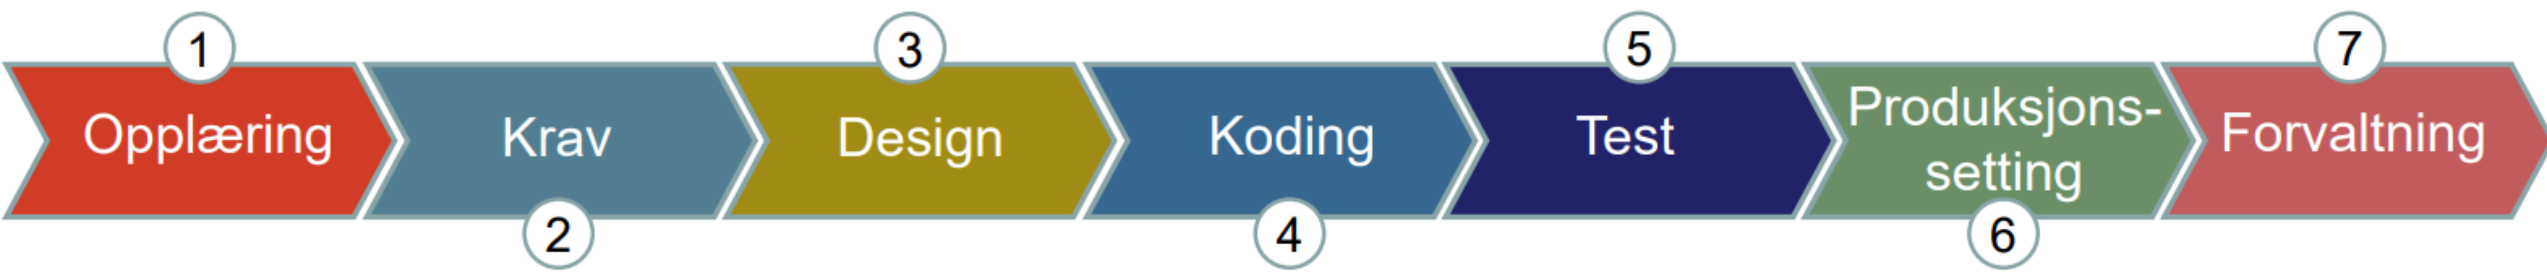 1
Opplæring
Krav
2
3
Design
Koding
4
5
Test
Produksjons-
setting
6
7
Forvaltning